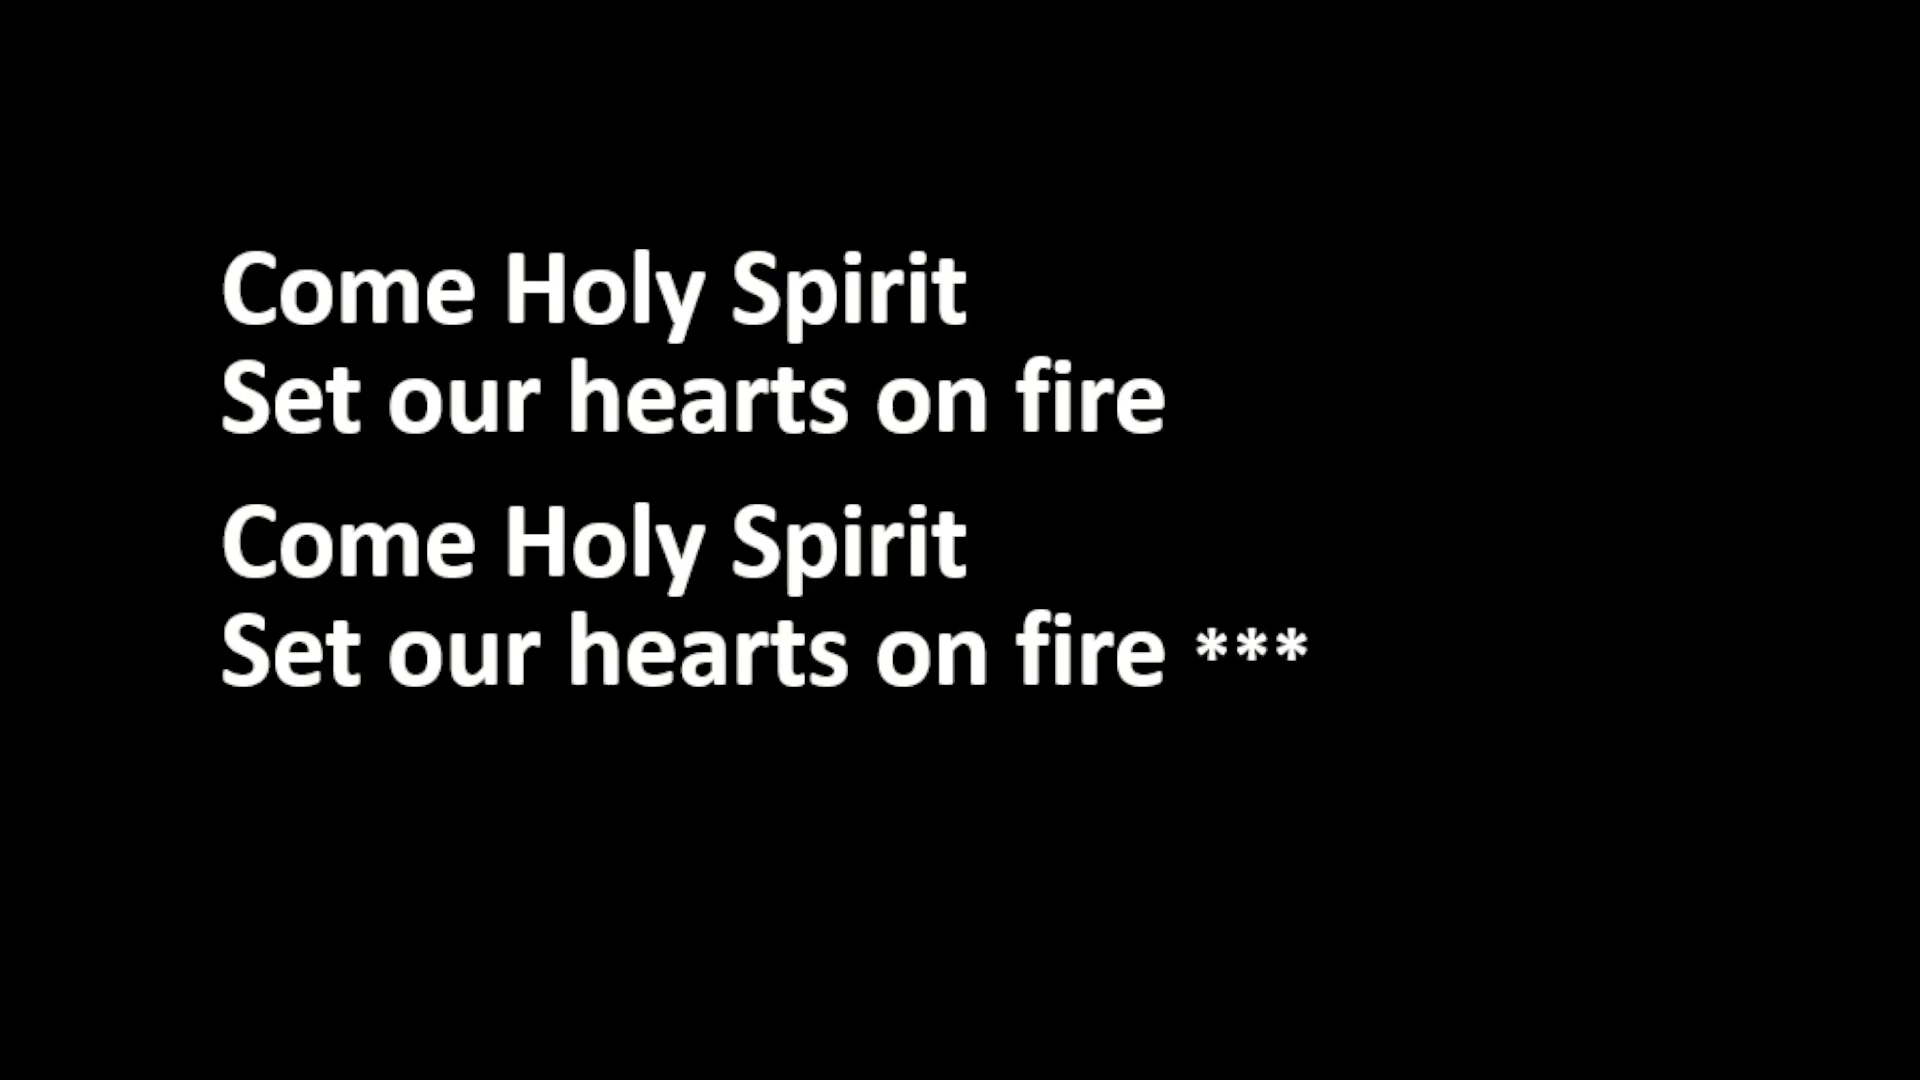 Come Holy Spirit
Set our hearts on fire
Come Holy Spirit
Set our hearts on fire ***